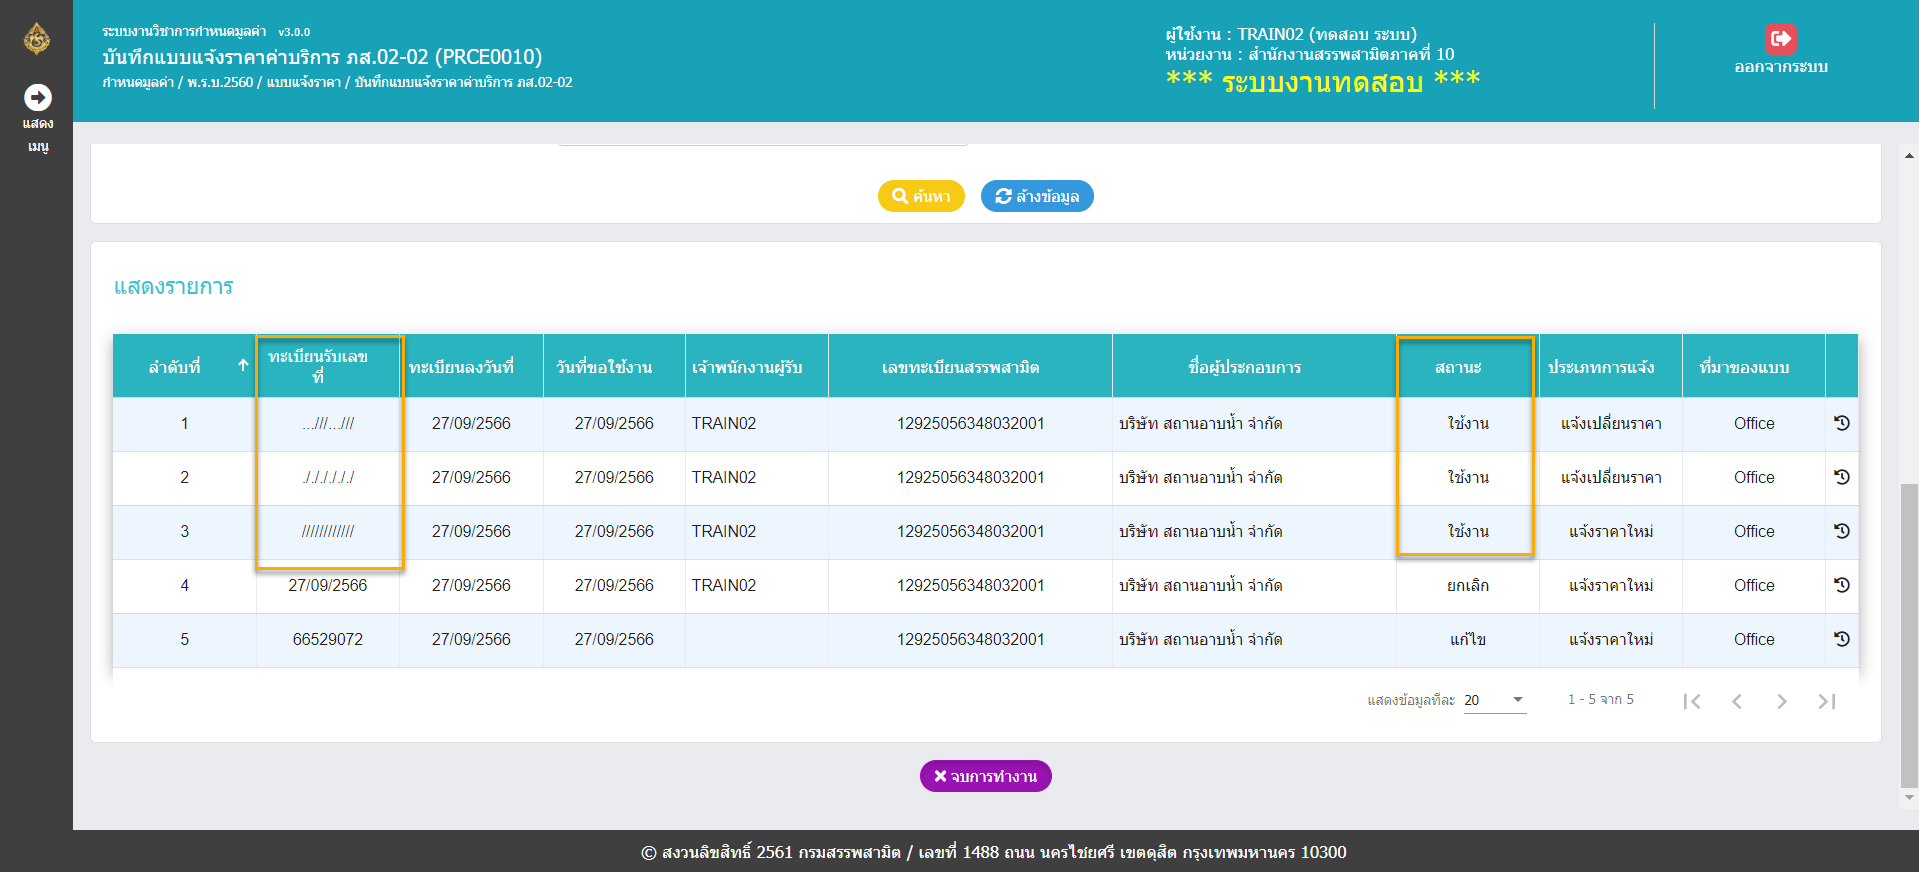 ระบบงานวิชาการกำหนดมูลค่า v3.0.0
บันทึกแบบแจ้งราคาค่าบริการ ภส.02-02 (PRCE0010)
กำหนดมูลค่า / พ.ร.บ.2560 / แบบแจ้งราคา / บันทึกแบบแจ้งราคาค่าบริการ ภส.02-02
ผู้ใช้งาน : TRAIN02 (ทดสอบ ระบบ)
หน่วยงาน : สำนักงานสรรพสามิตภาคที่ 10
*** ระบบงานทดสอบ ***
ออกจากระบบ
แสดง
เมนู
ค้นหา ล้างข้อมูล
แสดงรายการ
ลำดับที่ ทะเบียนรับเลขที่ ทะเบียนลงวันที่ วันที่ขอใช้งาน เจ้าพนักงานผู้รับ เลขทะเบียนสรรพสามิต ชื่อผู้ประกอบการ สถานะ ประเภทการแจ้ง ที่มาของแบบ
1 ...///.../// 27/09/2566 27/09/2566 TRAIN02 12925056348032001 บริษัท สถานอาบน้ำ จำกัด ใช้งาน แจ้งเปลี่ยนราคา Office
2 ./././././ 27/09/2566 27/09/2566 TRAIN02 12925056348032001 บริษัท สถานอาบน้ำ จำกัด ใช้งาน แจ้งเปลี่ยนราคา Office
3 //////////// 27/09/2566 27/09/2566 TRAIN02 12925056348032001 บริษัท สถานอาบน้ำ จำกัด ใช้งาน แจ้งราคาใหม่ Office
4 27/09/2566 27/09/2566 27/09/2566 TRAIN02 12925056348032001 บริษัท สถานอาบน้ำ จำกัด ยกเลิก แจ้งราคาใหม่ Office
5 66529072 27/09/2566 27/09/2566 12925056348032001 บริษัท สถานอาบน้ำ จำกัด แก้ไข แจ้งราคาใหม่ Office
แสดงข้อมูลทีละ 20 1 - 5 จาก 5
จบการทำงาน
© สงวนลิขสิทธิ์ 2561 กรมสรรพสามิต / เลขที่ 1488 ถนน นครไชยศรี เขตดุสิต กรุงเทพมหานคร 10300